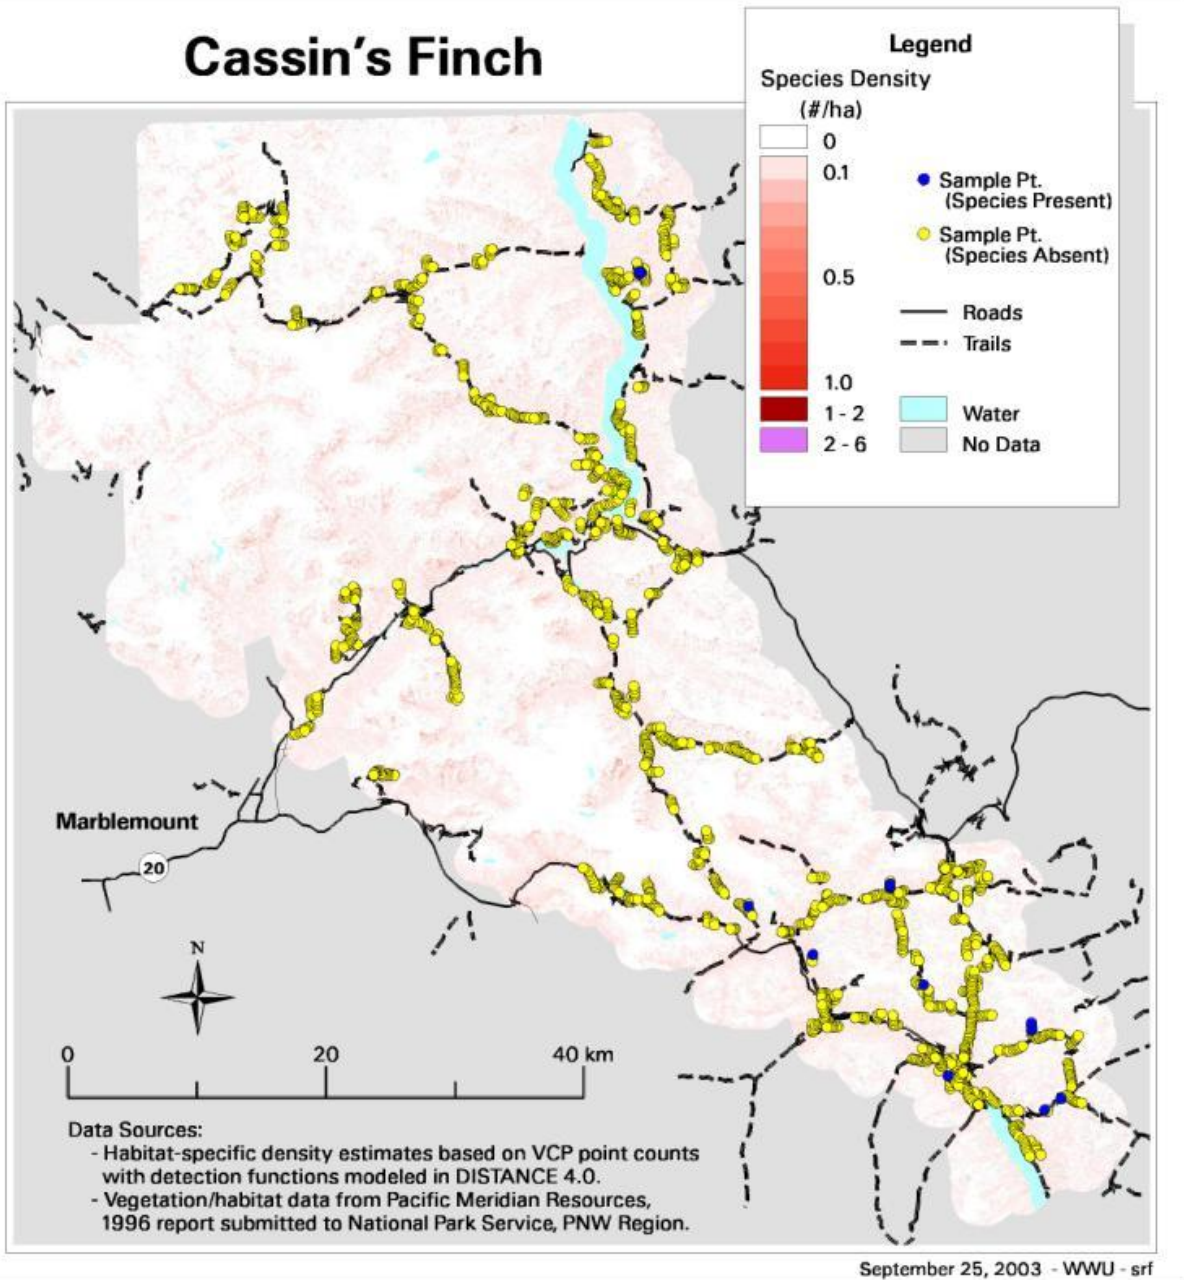 Cassin's Finch
Legend
Species Density
(#/ha)
0
0.1
0.5
1.0
1 - 2
2 - 6
Sample Pt.
(Species Present)
Sample Pt.
(Species Absent)
Roads
Trails
Water
No Data
Marblemount
20
N
0 20 40 km
Data Sources:
- Habitat-specific density estimates based on VCP point counts
with detection functions modeled in DISTANCE 4.0.
- Vegetation/habitat data from Pacific Meridian Resources,
1996 report submitted to National Park Service, PNW Region.
September 25, 2003 - WWU - srf